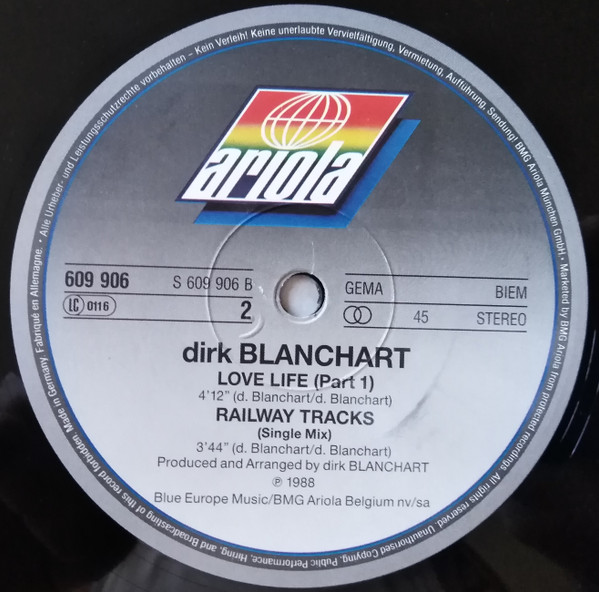 Alle Urheber- und Leistungsschutzrechte vorbehalten – Kein Verleih! Keine unerlaubte Vervielfältigung, Vermietung, Aufführung, Sendung! BMG Ariola München GmbH • Marketed by BMG Ariola from protected recordings. All rights reserved. Unauthorised Copying, Public Performance, Hiring, and Broadcasting of this record forbidden. Made in Germany. Fabriqué en Allemagne. •
ariola
609 906 S 609 906 B
LC 0116 2
GEMA BIEM
45 STEREO
dirk BLANCHART
LOVE LIFE (Part 1)
4'12" (d. Blanchart/d. Blanchart)
RAILWAY TRACKS
(Single Mix)
3'44" (d. Blanchart/d. Blanchart)
Produced and Arranged by dirk BLANCHART
℗ 1988
Blue Europe Music/BMG Ariola Belgium nv/sa